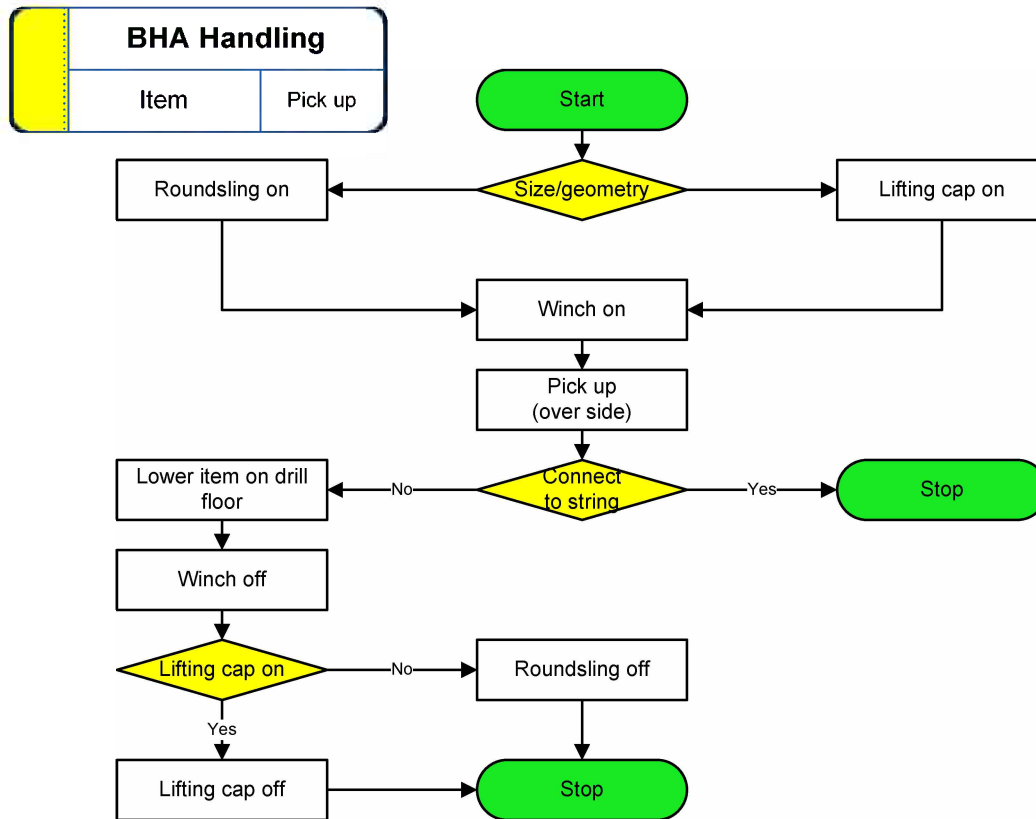 BHA Handling
Item
Pick up
Start
Roundsling on
Size/geometry
Lifting cap on
Winch on
Pick up
(over side)
Lower item on drill
floor
No
Connect
to string
Yes
Stop
Winch off
Lifting cap on
No
Roundsling off
Yes
Lifting cap off
Stop